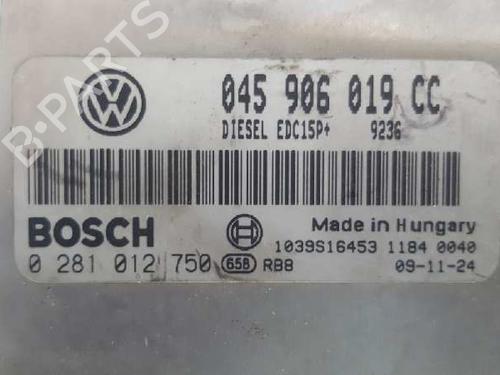 B-PARTS
045 906 019 CC
DIESEL EDC15P+ 9236
BOSCH
Made in Hungary
1039S16453 1184 0040
0 281 012 750 658 RB8 09-11-24